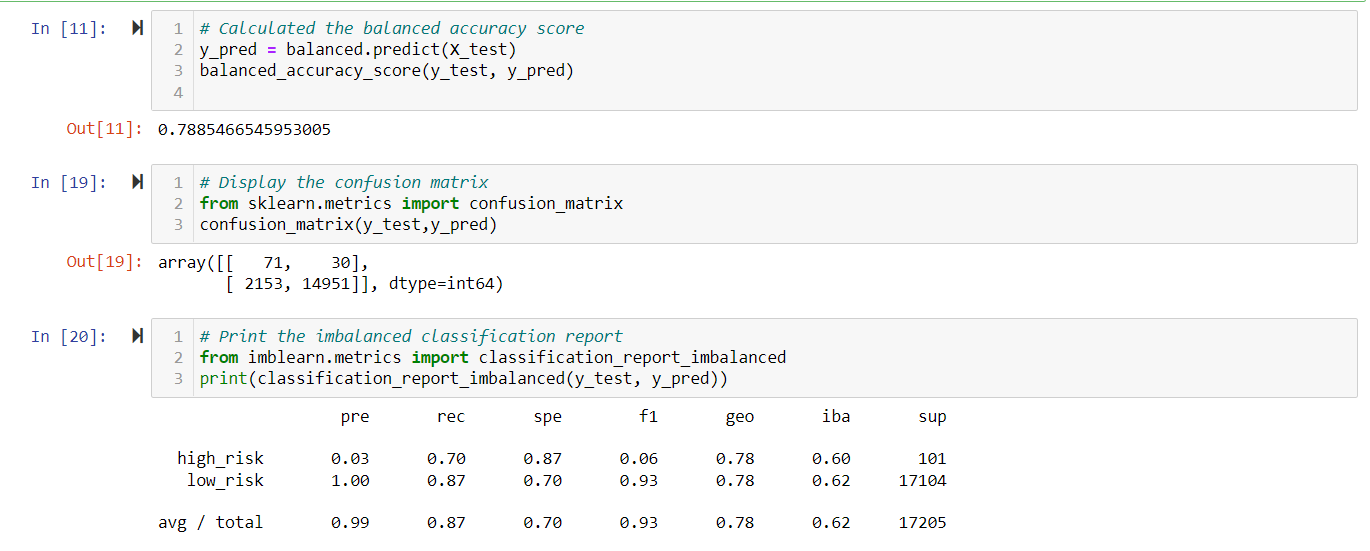 In [11]:
1 # Calculated the balanced accuracy score
2 y_pred = balanced.predict(X_test)
3 balanced_accuracy_score(y_test, y_pred)
4
Out[11]: 0.7885466545953005
In [19]:
1 # Display the confusion matrix
2 from sklearn.metrics import confusion_matrix
3 confusion_matrix(y_test,y_pred)
Out[19]: array([[   71,    30],
       [ 2153, 14951]], dtype=int64)
In [20]:
1 # Print the imbalanced classification report
2 from imblearn.metrics import classification_report_imbalanced
3 print(classification_report_imbalanced(y_test, y_pred))
pre rec spe f1 geo iba sup
high_risk 0.03 0.70 0.87 0.06 0.78 0.60 101
low_risk 1.00 0.87 0.70 0.93 0.78 0.62 17104
avg / total 0.99 0.87 0.70 0.93 0.78 0.62 17205